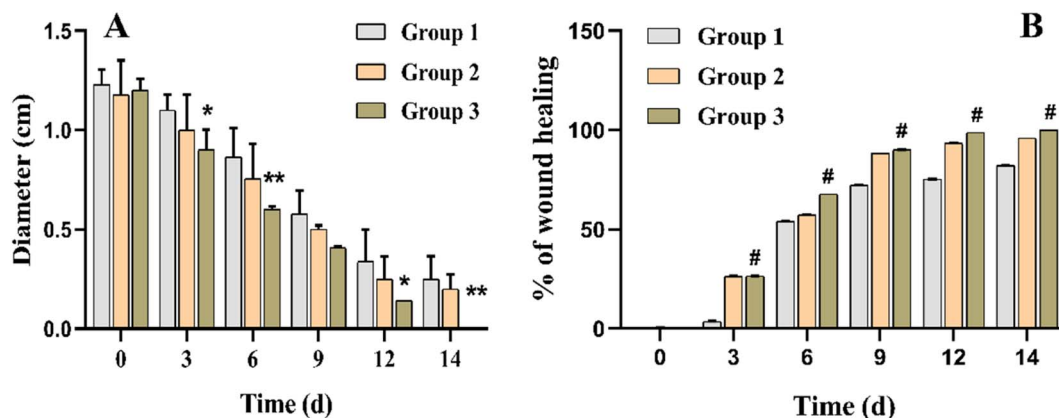 A
Group 1
Group 2
Group 3
Diameter (cm)
1.5
1.0
0.5
0.0
*
**
*
**
0 3 6 9 12 14
Time (d)
B
Group 1
Group 2
Group 3
% of wound healing
150
100
50
0
# # # # #
0 3 6 9 12 14
Time (d)